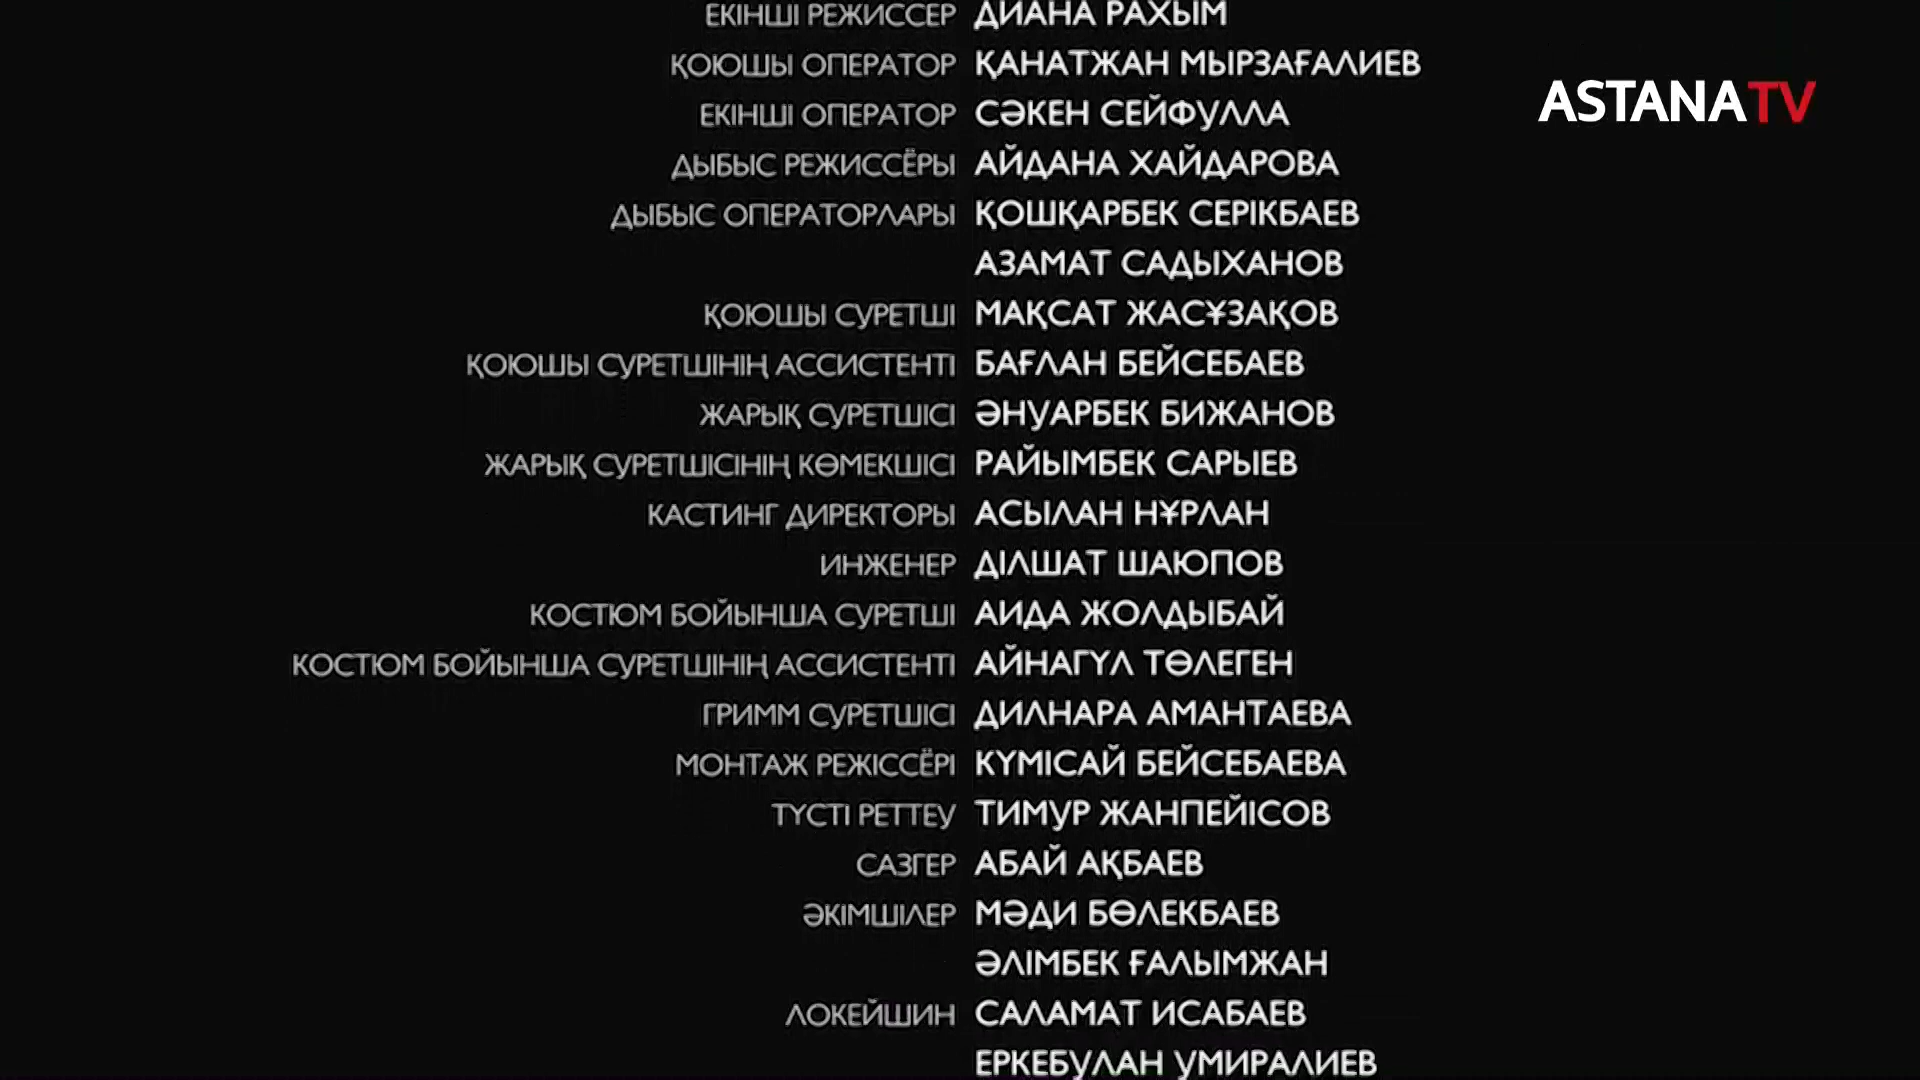 ЕКІНШІ РЕЖИССЕР ДИАНА РАХЫМ
ҚОЮШЫ ОПЕРАТОР ҚАНАТЖАН МЫРЗАҒАЛИЕВ
ASTANATV
ЕКІНШІ ОПЕРАТОР СӘКЕН СЕЙФУЛЛА
ДЫБЫС РЕЖИССЁРЫ АЙДАНА ХАЙДАРОВА
ДЫБЫС ОПЕРАТОРЛАРЫ ҚОШҚАРБЕК СЕРІКБАЕВ
АЗАМАТ САДЫХАНОВ
ҚОЮШЫ СУРЕТШІ МАҚСАТ ЖАСҰЗАҚОВ
ҚОЮШЫ СУРЕТШІНІҢ АССИСТЕНТІ БАҒЛАН БЕЙСЕБАЕВ
ЖАРЫҚ СУРЕТШІСІ ӘНУАРБЕК БИЖАНОВ
ЖАРЫҚ СУРЕТШІСІНІҢ КӨМЕКШІСІ РАЙЫМБЕК САРЫЕВ
КАСТИНГ ДИРЕКТОРЫ АСЫЛАН НҰРЛАН
ИНЖЕНЕР ДІЛШАТ ШАЮПОВ
КОСТЮМ БОЙЫНША СУРЕТШІ АИДА ЖОЛДЫБАЙ
КОСТЮМ БОЙЫНША СУРЕТШІНІҢ АССИСТЕНТІ АЙНАГҮЛ ТӨЛЕГЕН
ГРИММ СУРЕТШІСІ ДИЛНАРА АМАНТАЕВА
МОНТАЖ РЕЖІССЁРІ КҮМІСАЙ БЕЙСЕБАЕВА
ТҮСТІ РЕТТЕУ ТИМУР ЖАНПЕЙІСОВ
САЗГЕР АБАЙ АҚБАЕВ
ӘКІМШІЛЕР МӘДИ БӨЛЕКБАЕВ
ӘЛІМБЕК ҒАЛЫМЖАН
ЛОКЕЙШИН САЛАМАТ ИСАБАЕВ
ЕРКЕБУЛАН УМИРАЛИЕВ